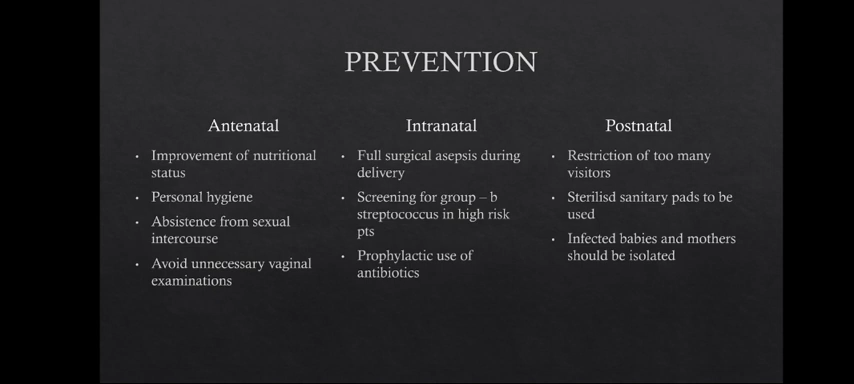 PREVENTION
Antenatal
• Improvement of nutritional
status
• Personal hygiene
• Absistence from sexual
intercourse
• Avoid unnecessary vaginal
examinations
Intranatal
• Full surgical asepsis during
delivery
• Screening for group – b
streptococcus in high risk
pts
• Prophylactic use of
antibiotics
Postnatal
• Restriction of too many
visitors
• Sterilisd sanitary pads to be
used
• Infected babies and mothers
should be isolated